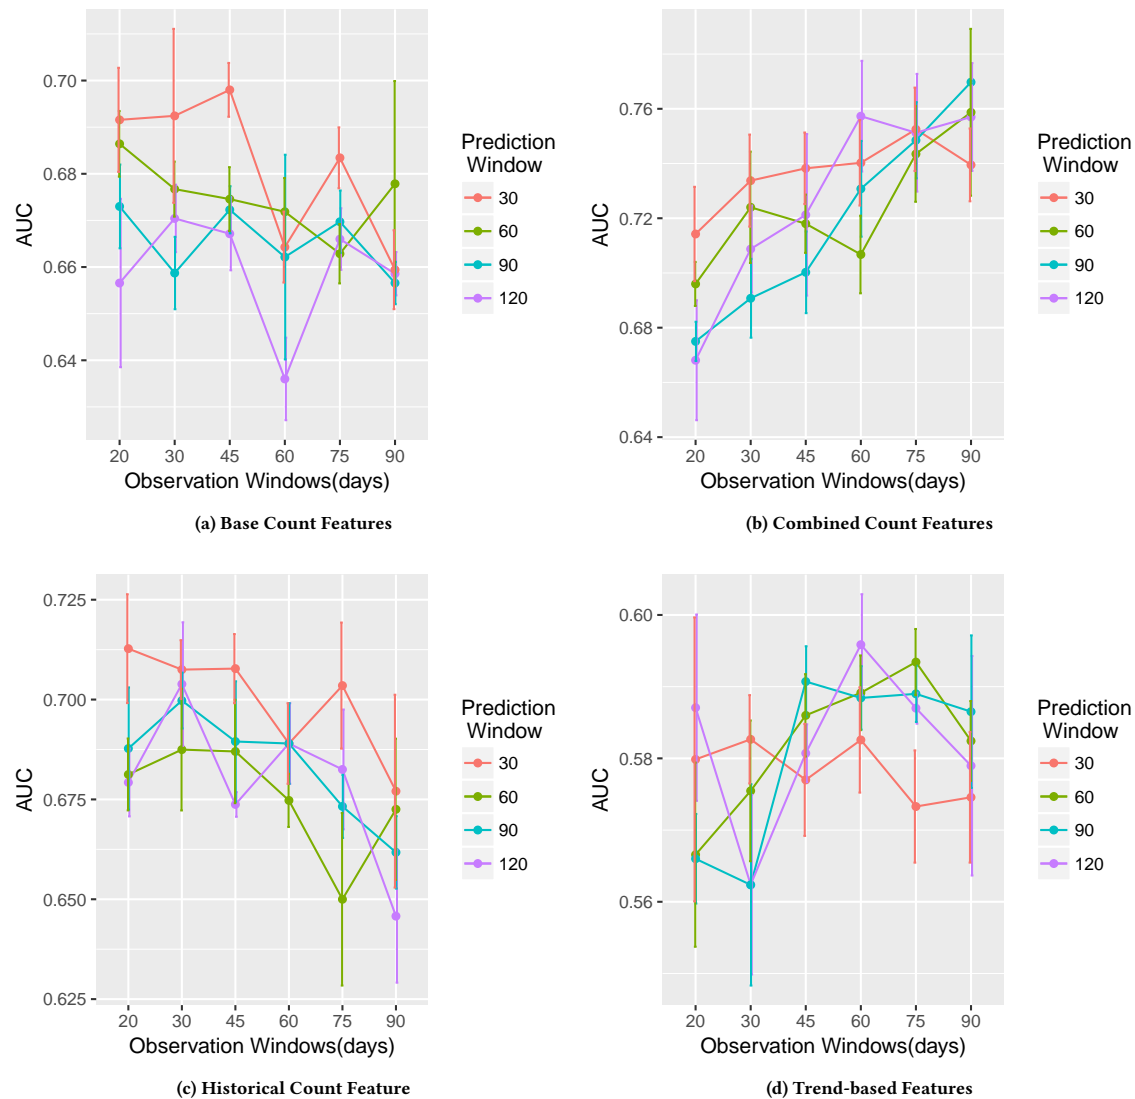 0.70
0.68
0.66
0.64
AUC
20 30 45 60 75 90
Observation Windows(days)
Prediction
Window
30
60
90
120
(a) Base Count Features
0.76
0.72
0.68
0.64
AUC
20 30 45 60 75 90
Observation Windows(days)
Prediction
Window
30
60
90
120
(b) Combined Count Features
0.725
0.700
0.675
0.650
0.625
AUC
20 30 45 60 75 90
Observation Windows(days)
Prediction
Window
30
60
90
120
(c) Historical Count Feature
0.60
0.58
0.56
AUC
20 30 45 60 75 90
Observation Windows(days)
Prediction
Window
30
60
90
120
(d) Trend-based Features